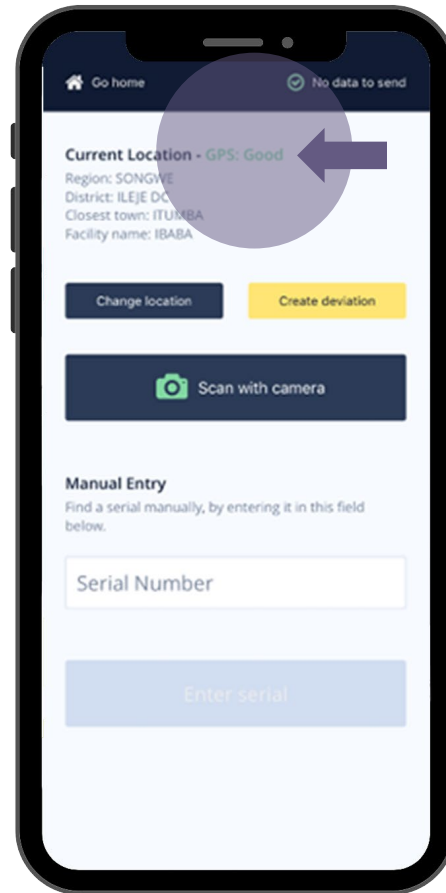 Go home
No data to send
Current Location - GPS: Good
Region: SONGWE
District: ILEJE DC
Closest town: ITUMBA
Facility name: IBABA
Change location
Create deviation
Scan with camera
Manual Entry
Find a serial manually, by entering it in this field
below.
Serial Number
Enter serial